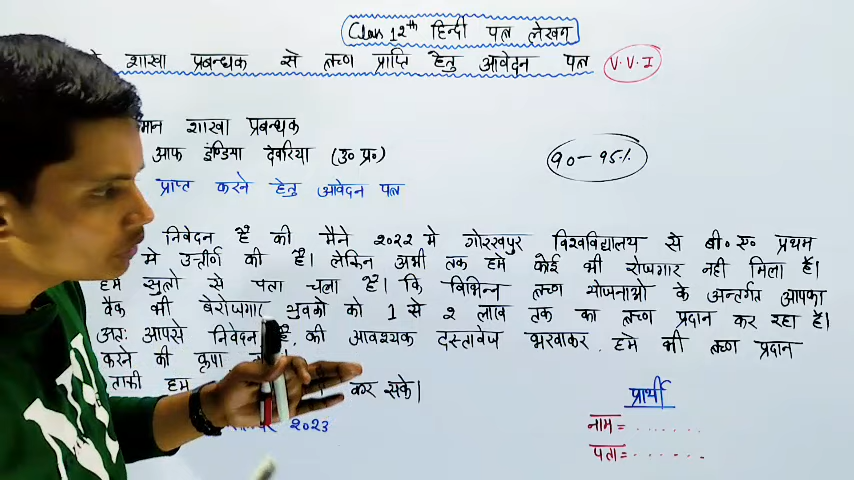 Class 12th हिन्दी पत्र लेखन
शाखा प्रबन्धक से ऋण प्राप्ति हेतु आवेदन पत्र V.V.I
मान शाखा प्रबन्धक
आफ इंण्डिया देवरिया (उ० प्र०)
90-95%
प्राप्त करने हेतु आवेदन पत्र
निवेदन है की मैने २०२२ मे गोरखपुर विश्वविद्यालय से बी० ए० प्रथम
मे उत्तीर्ण की है। लेकिन अभी तक हमे कोई भी रोजगार नही मिला है।
हमे सुत्रो से पता चला है। कि विभिन्न ऋण योजनाओ के अन्तर्गत आपका
बैंक भी बेरोजगार युवको को 1 से 2 लाख तक का ऋण प्रदान कर रहा है।
अतः आपसे निवेदन है, की आवश्यक दस्तावेज भरवाकर हमे भी ऋण प्रदान
करने की कृपा
ताकी हम कर सके।
२०२3
प्रार्थी
नाम= .......
पता= .......